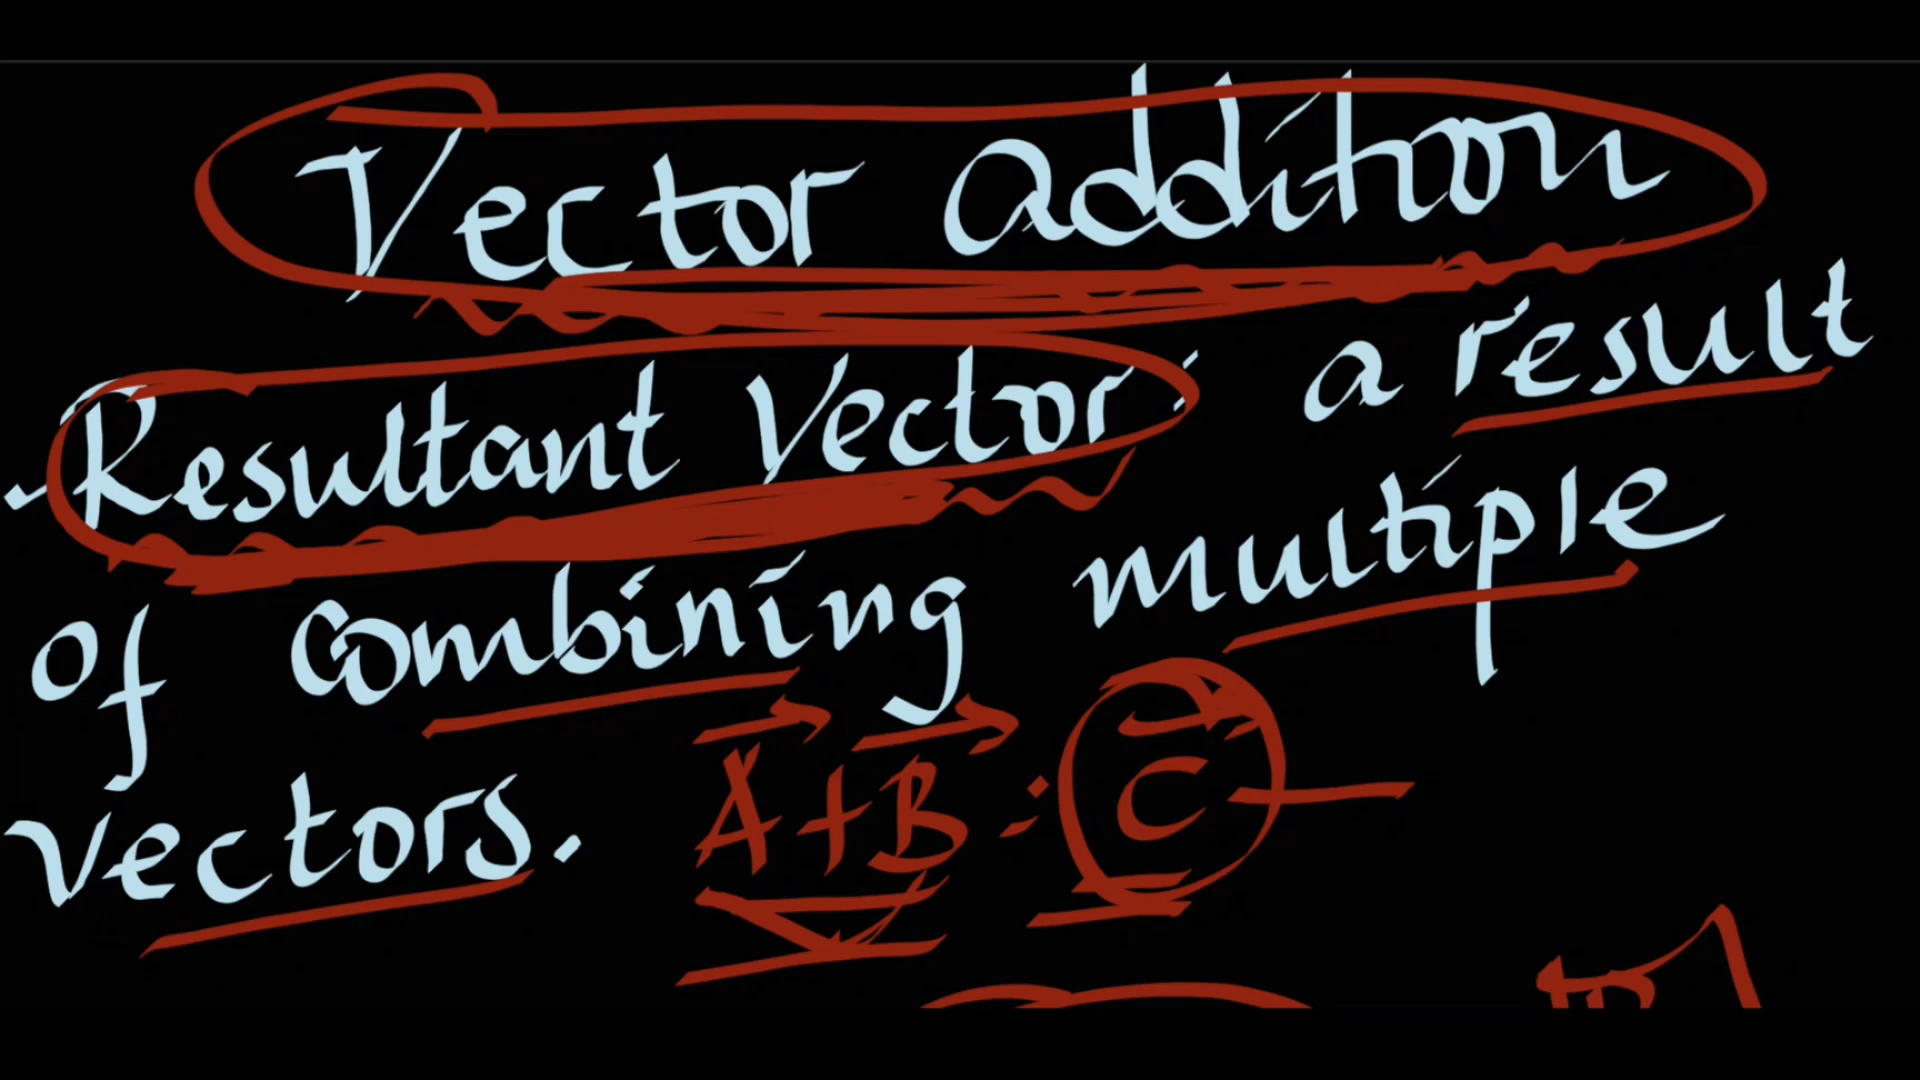 Vector addition
Resultant Vector: a result
of combining multiple
vectors. A+B = C